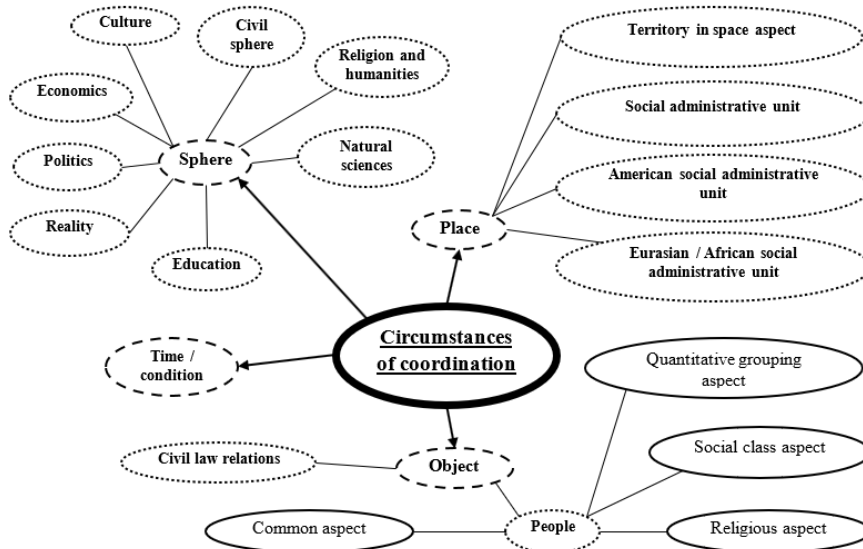 Culture
Civil
sphere
Religion and
humanities
Economics
Politics
Sphere
Natural
sciences
Reality
Education
Territory in space aspect
Social administrative unit
American social administrative
unit
Place
Eurasian / African social
administrative unit
Circumstances
of coordination
Time /
condition
Quantitative grouping
aspect
Civil law relations
Object
Social class aspect
Common aspect
People
Religious aspect